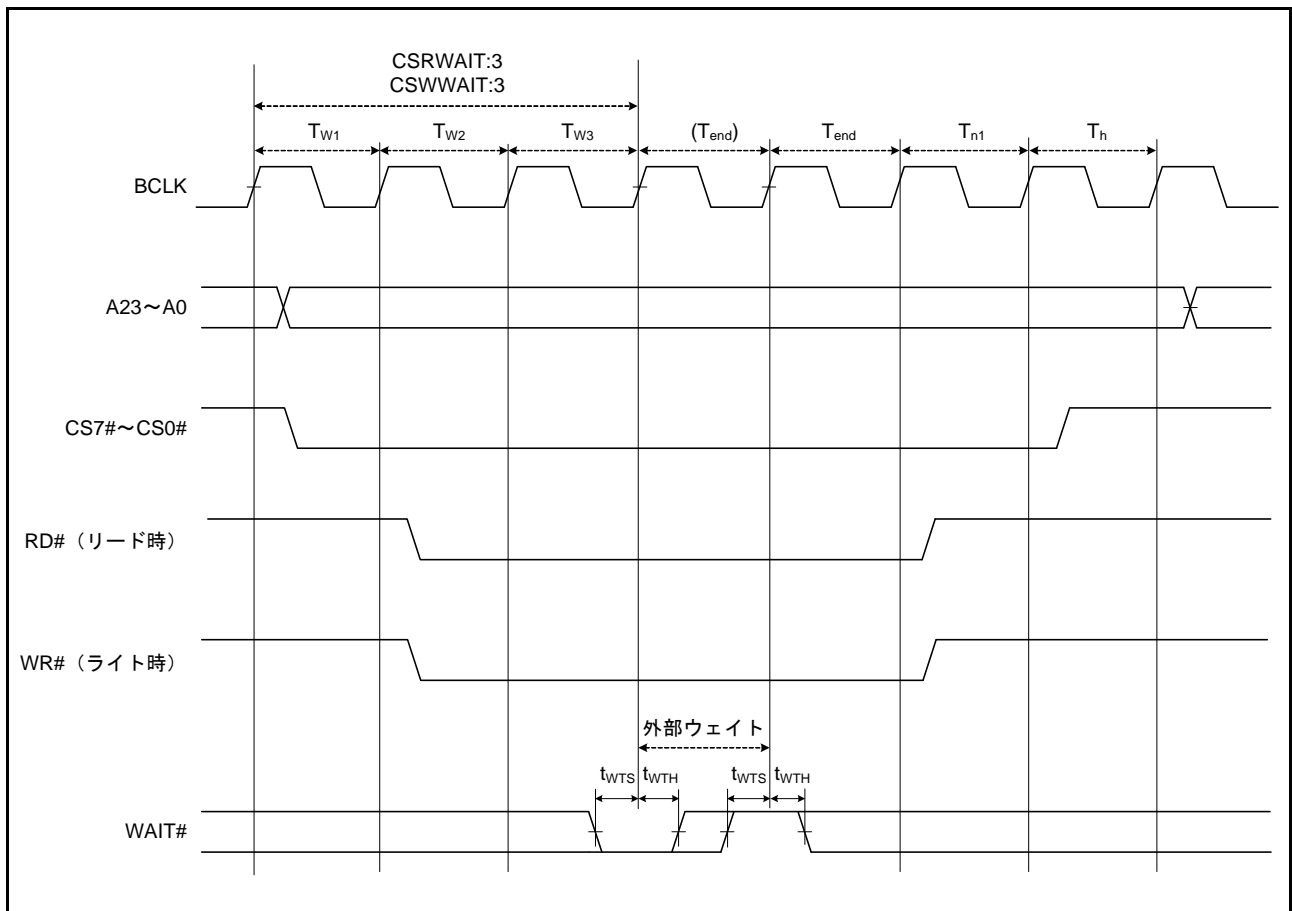 CSRWAIT:3
CSWWAIT:3
TW1 TW2 TW3 (Tend) Tend Tn1 Th
BCLK
A23～A0
CS7#～CS0#
RD#（リード時）
WR#（ライト時）
外部ウェイト
tWTS tWTH tWTS tWTH
WAIT#